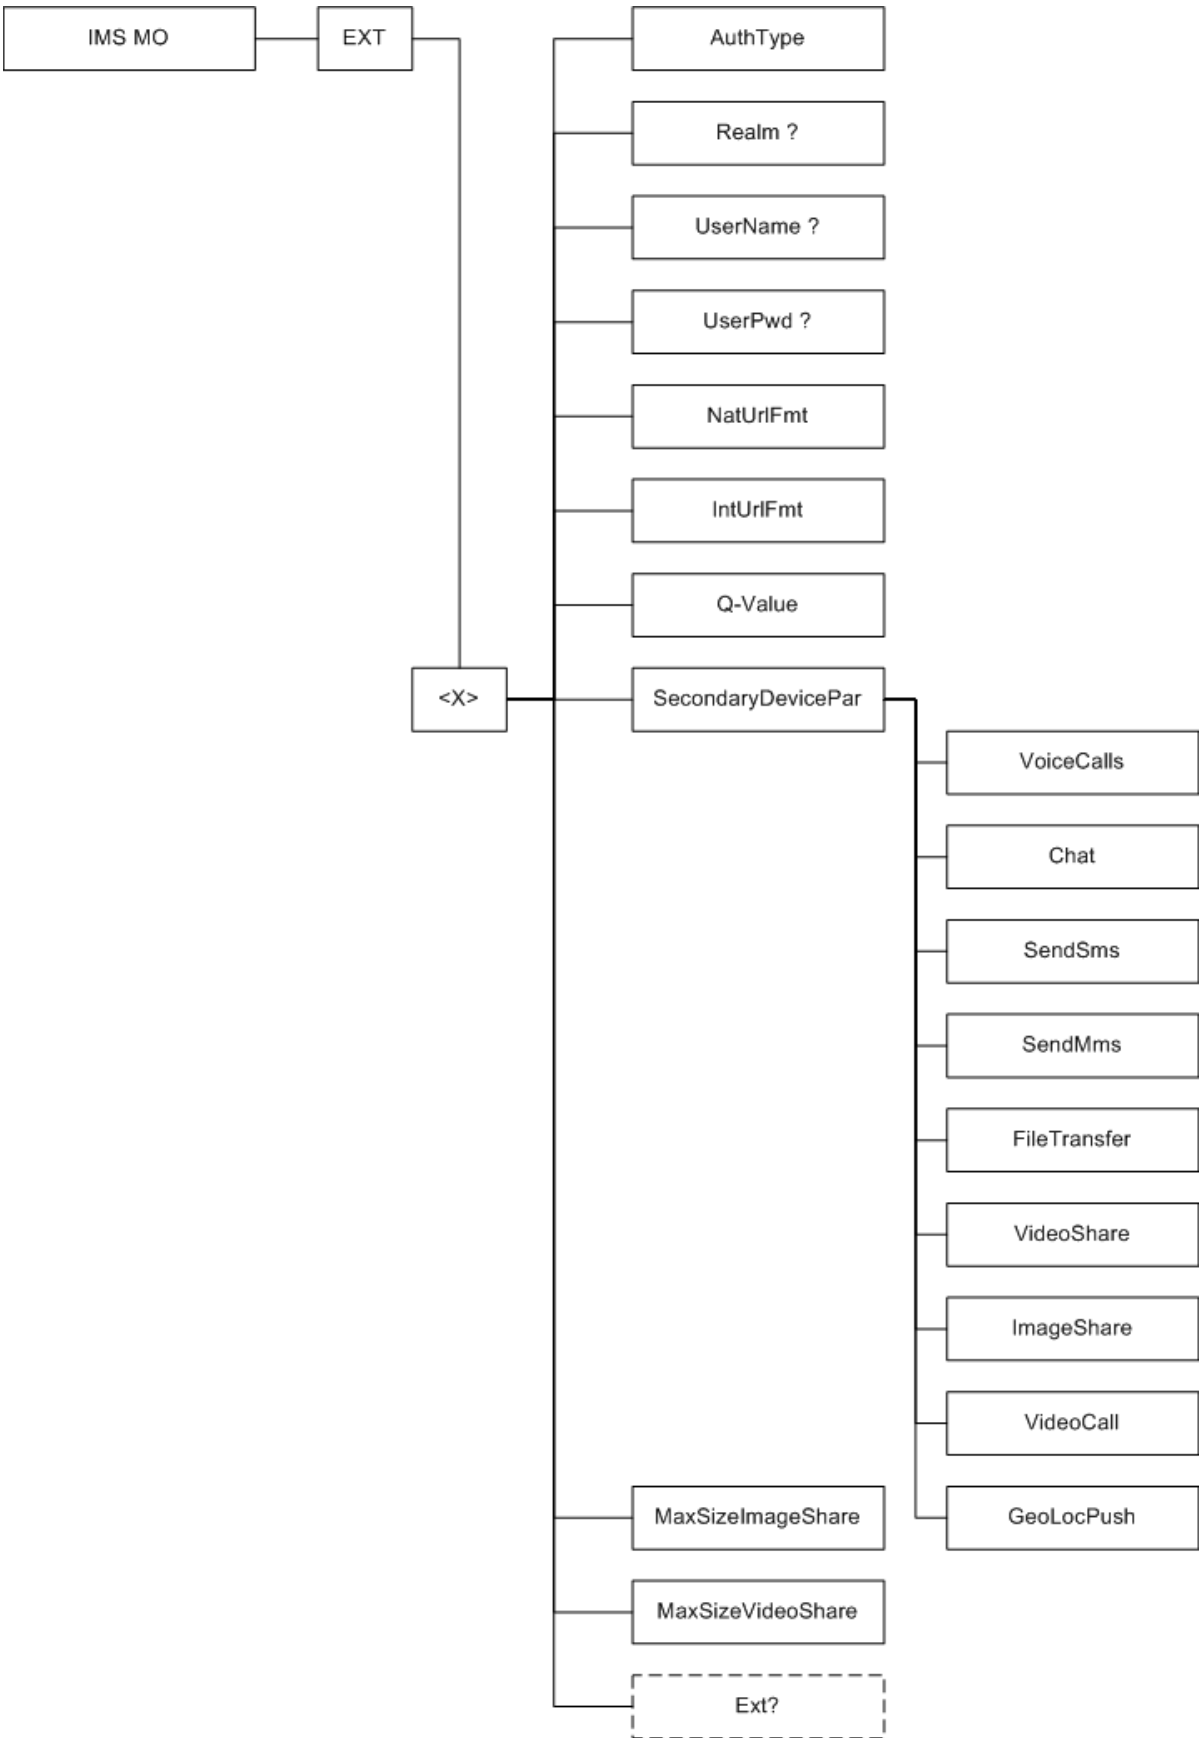 IMS MO
EXT
AuthType
Realm ?
UserName ?
UserPwd ?
NatUrlFmt
IntUrlFmt
Q-Value
<X>
SecondaryDevicePar
VoiceCalls
Chat
SendSms
SendMms
FileTransfer
VideoShare
ImageShare
VideoCall
MaxSizeImageShare
GeoLocPush
MaxSizeVideoShare
Ext?